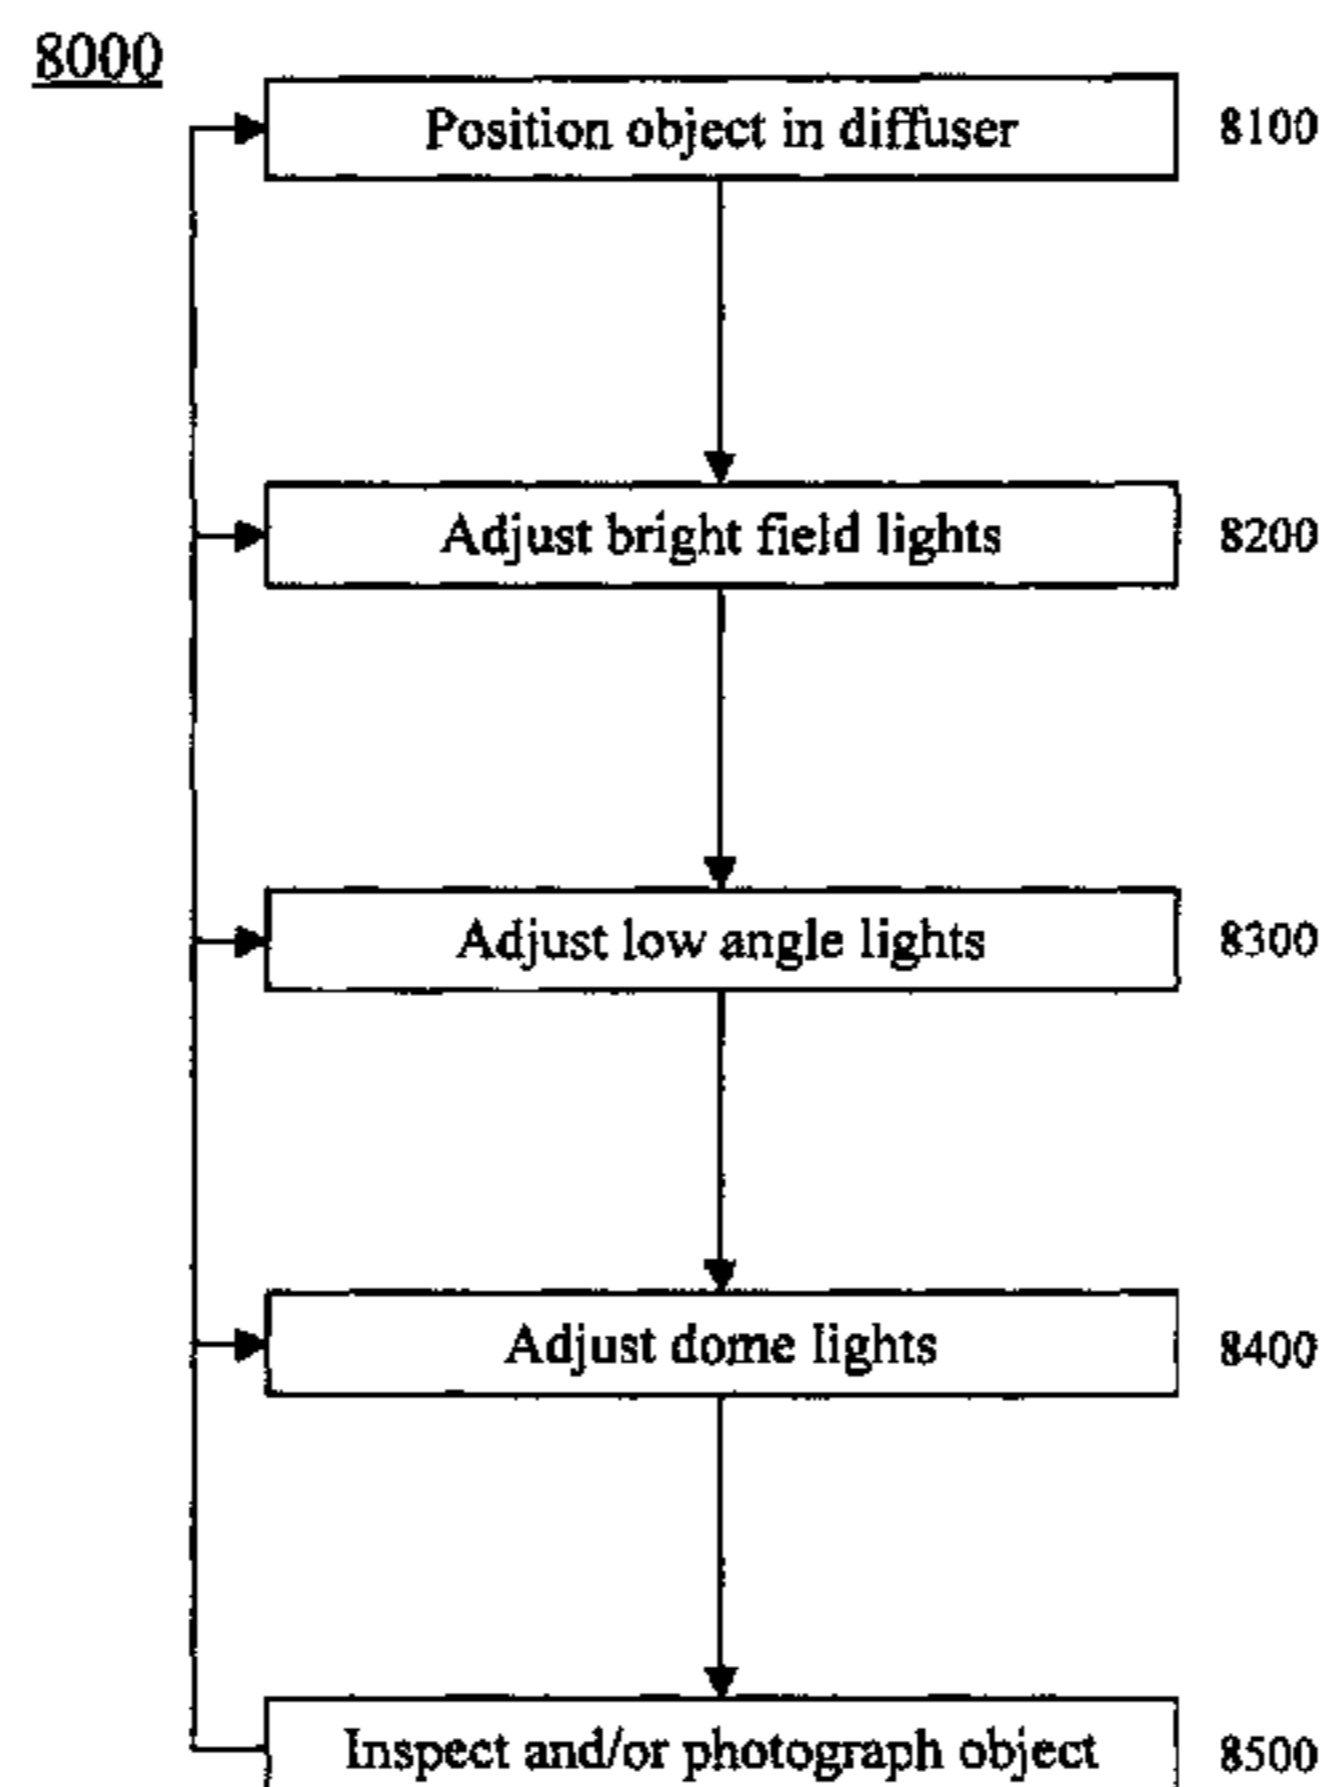 8000
Position object in diffuser 8100
Adjust bright field lights 8200
Adjust low angle lights 8300
Adjust dome lights 8400
Inspect and/or photograph object 8500